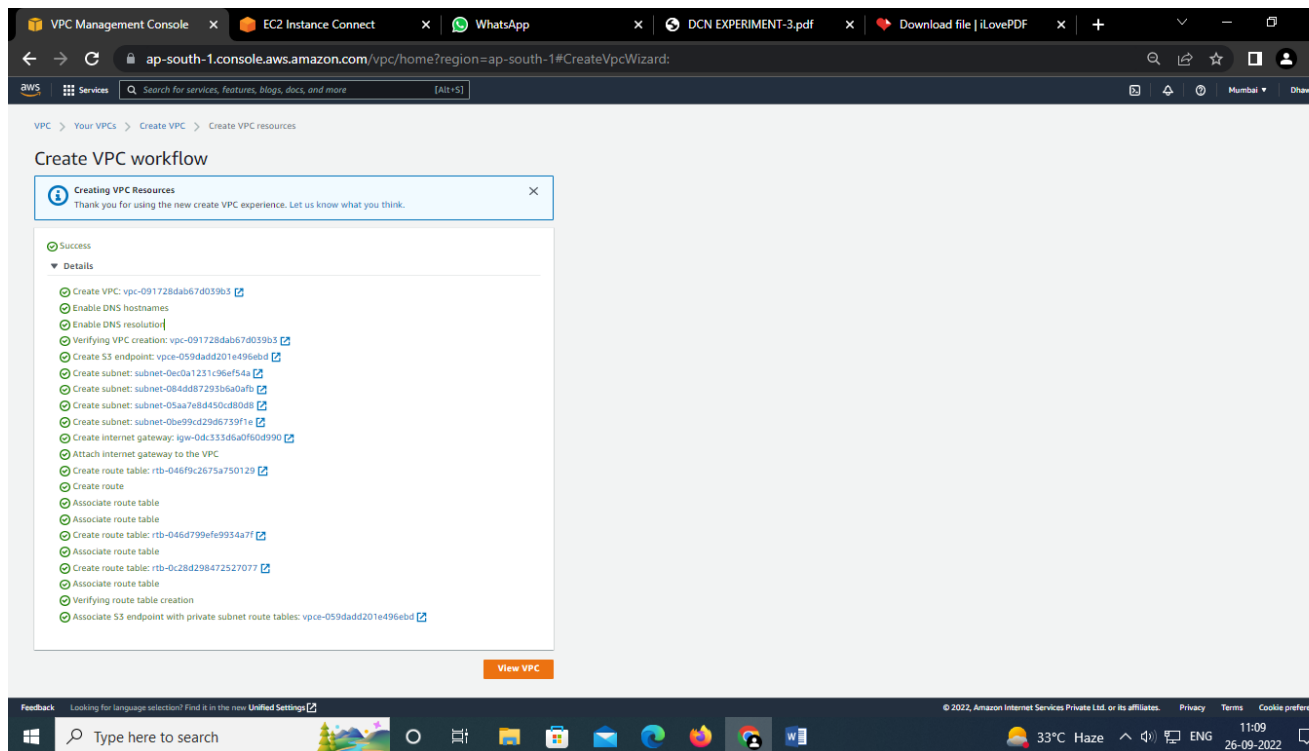 VPC Management Console
EC2 Instance Connect
WhatsApp
DCN EXPERIMENT-3.pdf
Download file | iLovePDF
ap-south-1.console.aws.amazon.com/vpc/home?region=ap-south-1#CreateVpcWizard:
aws Services Search for services, features, blogs, docs, and more [Alt+S] Mumbai Dhaw
VPC > Your VPCs > Create VPC > Create VPC resources
Create VPC workflow
Creating VPC Resources
Thank you for using the new create VPC experience. Let us know what you think.
Success
Details
Create VPC: vpc-091728dab67d039b3
Enable DNS hostnames
Enable DNS resolution
Verifying VPC creation: vpc-091728dab67d039b3
Create S3 endpoint: vpce-059dadd201e496ebd
Create subnet: subnet-0ec0a1231c96ef54a
Create subnet: subnet-084dd87293b6a0afb
Create subnet: subnet-05aa7e8d450cd80d8
Create subnet: subnet-0be99cd29d6739f1e
Create internet gateway: igw-0dc333d6a0f60d990
Attach internet gateway to the VPC
Create route table: rtb-046f9c2675a750129
Create route
Associate route table
Associate route table
Create route table: rtb-046d799efe9934a7f
Associate route table
Create route table: rtb-0c28d298472527077
Associate route table
Verifying route table creation
Associate S3 endpoint with private subnet route tables: vpce-059dadd201e496ebd
View VPC
Feedback Looking for language selection? Find it in the new Unified Settings © 2022, Amazon Internet Services Private Ltd. or its affiliates. Privacy Terms Cookie prefere
Type here to search
33°C Haze ENG
11:09
26-09-2022